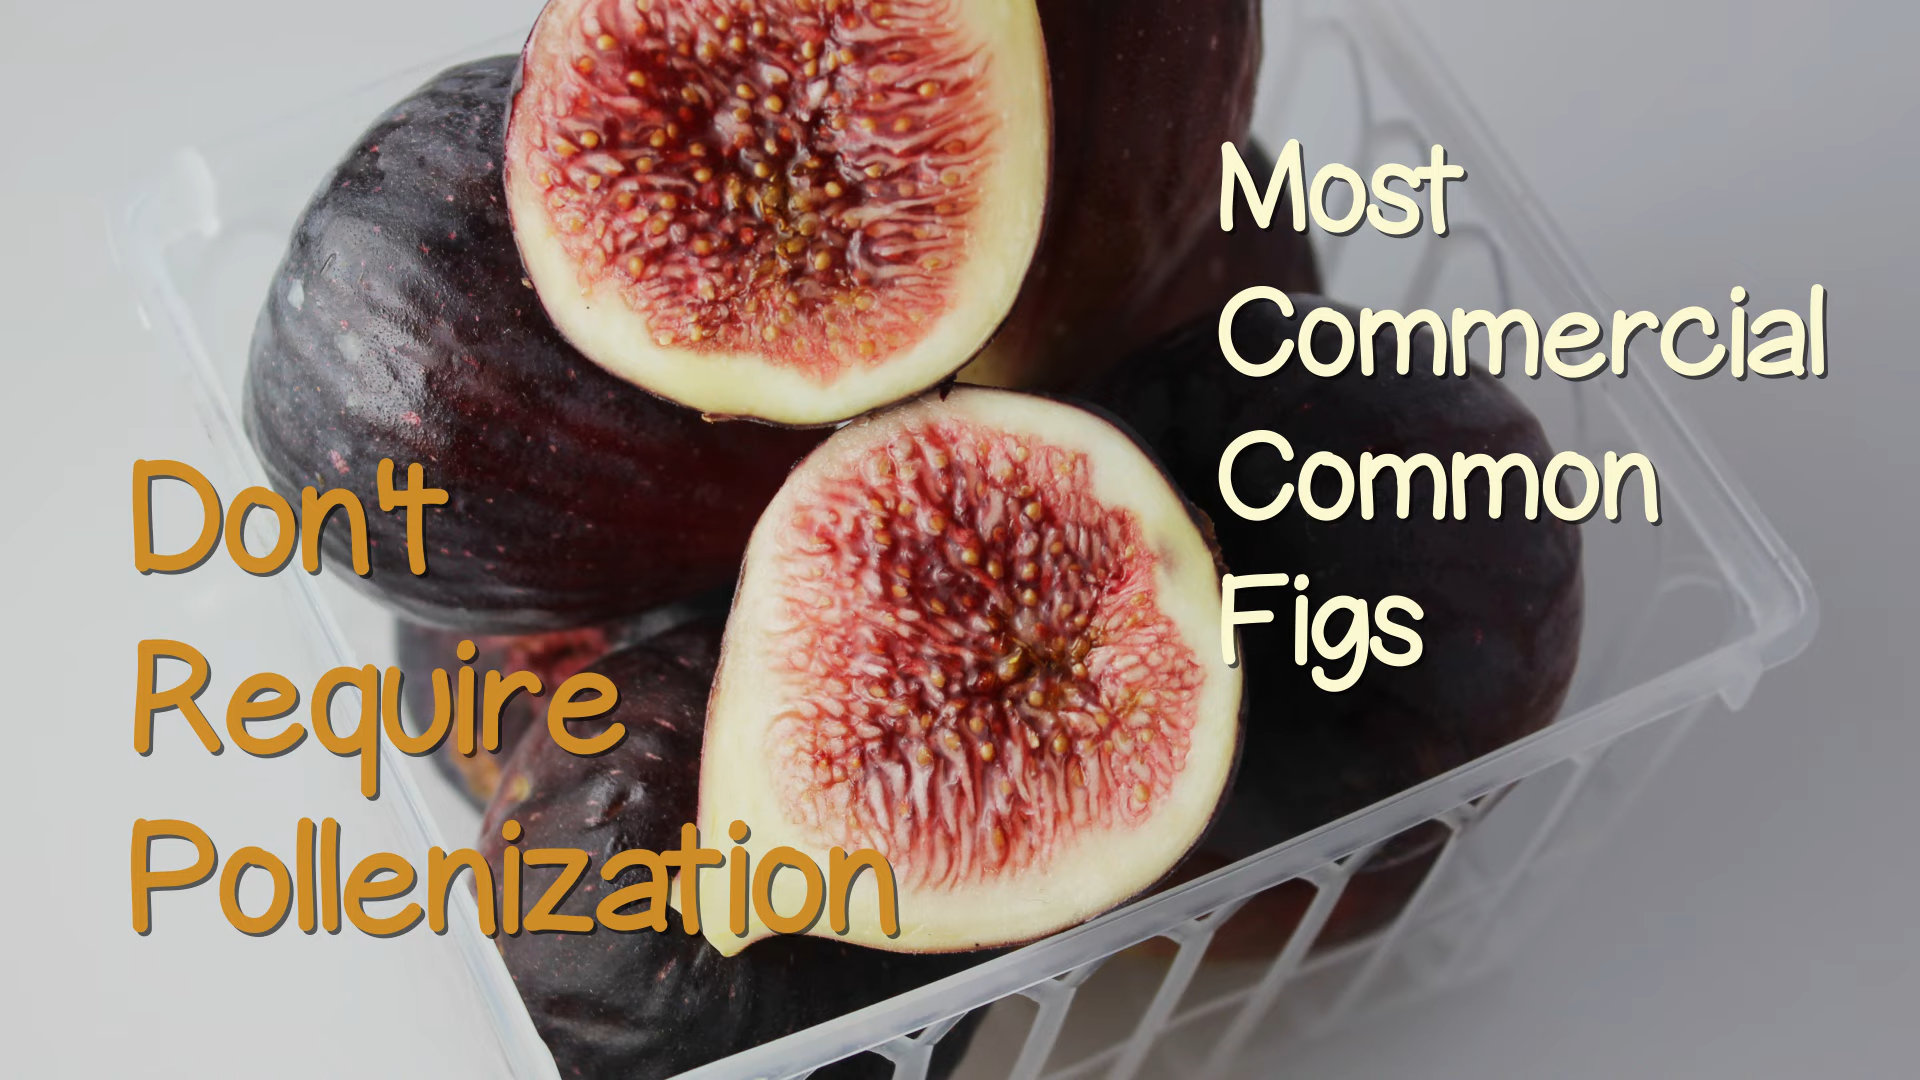 Most
Commercial
Common
Figs
Don't
Require
Pollenization